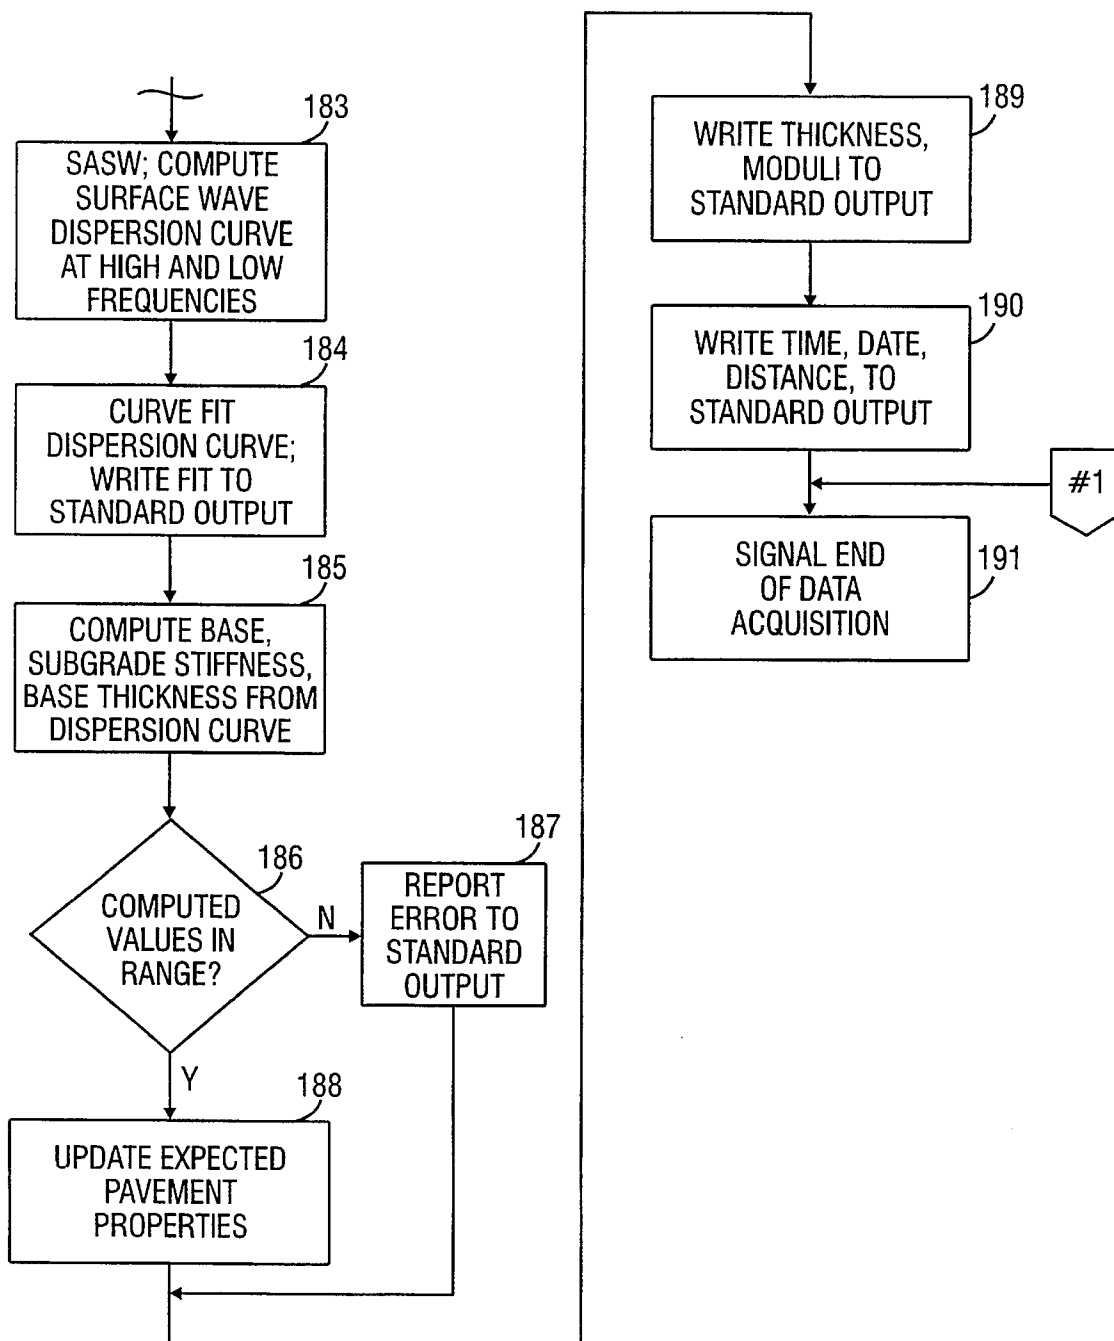 183
SASW; COMPUTE
SURFACE WAVE
DISPERSION CURVE
AT HIGH AND LOW
FREQUENCIES
184
CURVE FIT
DISPERSION CURVE;
WRITE FIT TO
STANDARD OUTPUT
185
COMPUTE BASE,
SUBGRADE STIFFNESS,
BASE THICKNESS FROM
DISPERSION CURVE
186
COMPUTED
VALUES IN
RANGE?
N
187
REPORT
ERROR TO
STANDARD
OUTPUT
Y
188
UPDATE EXPECTED
PAVEMENT
PROPERTIES
189
WRITE THICKNESS,
MODULI TO
STANDARD OUTPUT
190
WRITE TIME, DATE,
DISTANCE, TO
STANDARD OUTPUT
#1
191
SIGNAL END
OF DATA
ACQUISITION